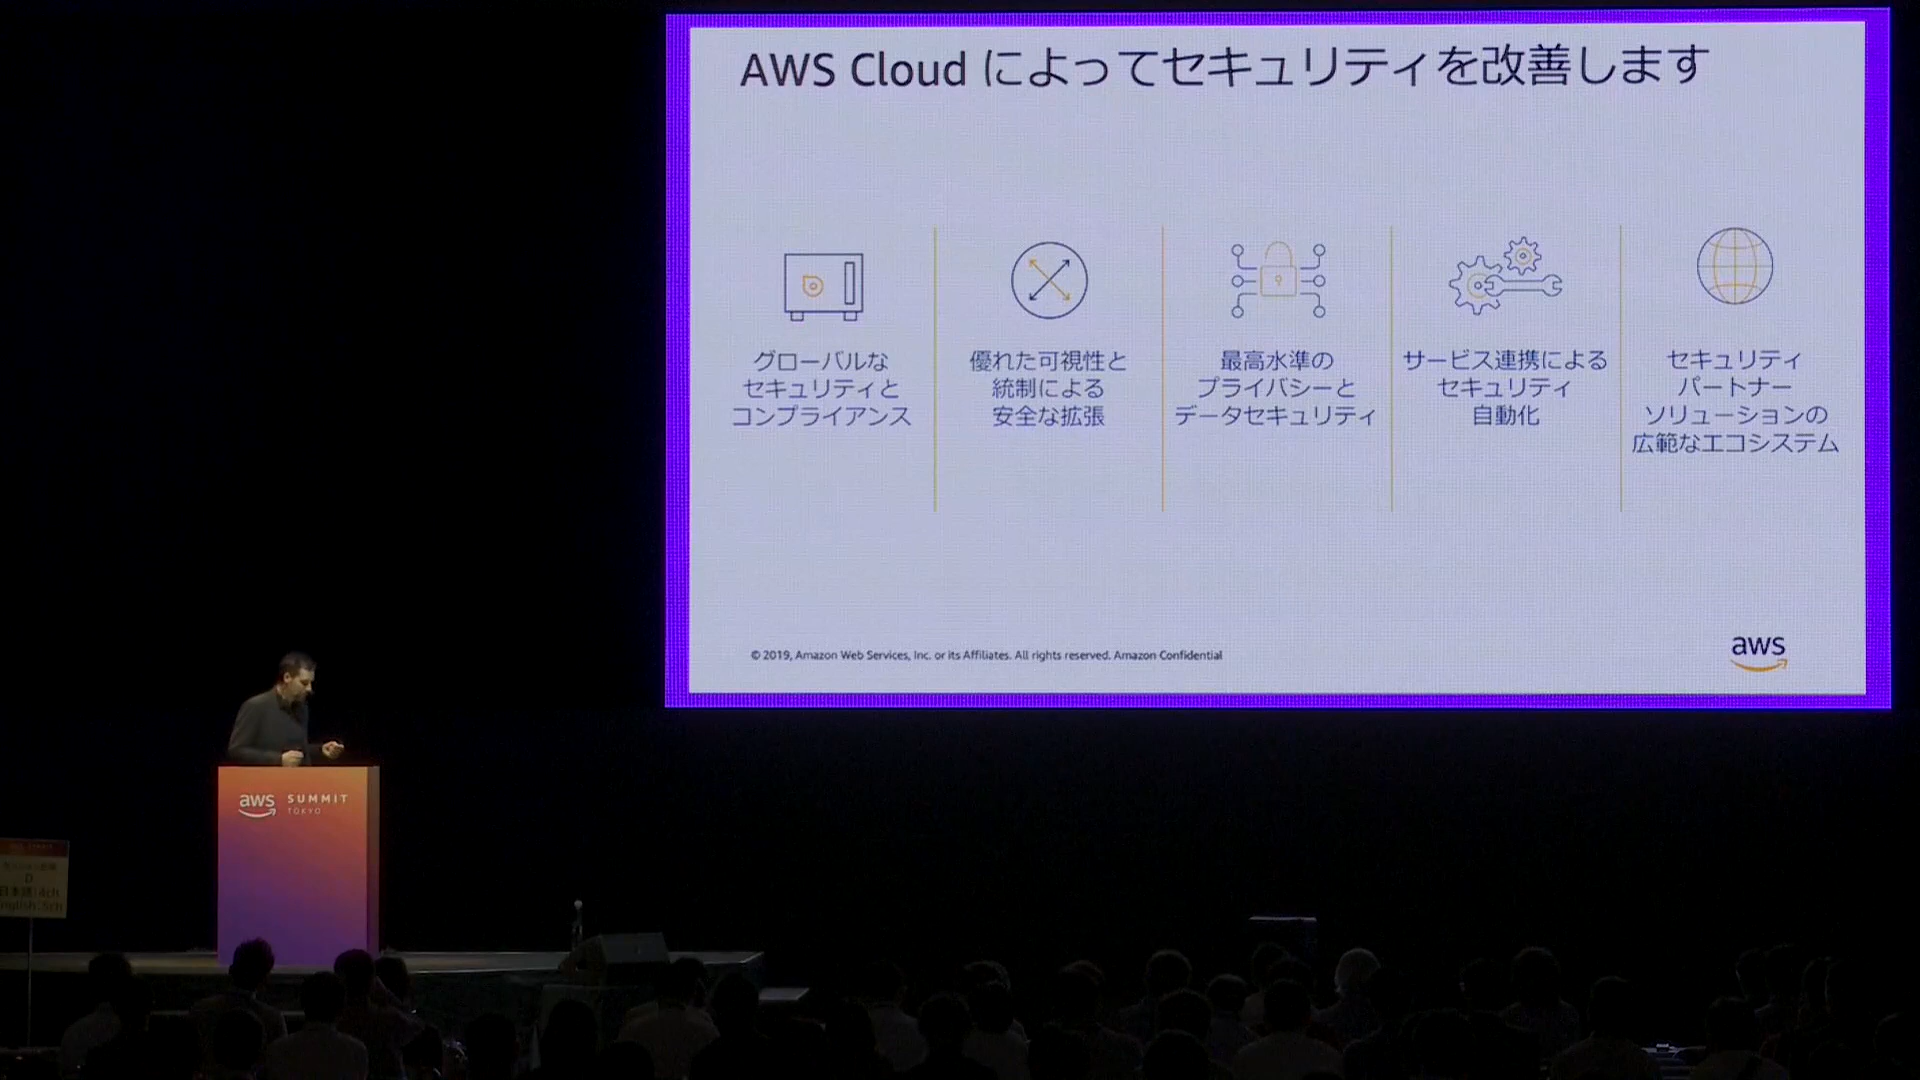 AWS Cloud によってセキュリティを改善します
グローバルな
セキュリティと
コンプライアンス
優れた可視性と
統制による
安全な拡張
最高水準の
プライバシーと
データセキュリティ
サービス連携による
セキュリティ
自動化
セキュリティ
パートナー
ソリューションの
広範なエコシステム
© 2019, Amazon Web Services, Inc. or its Affiliates. All rights reserved. Amazon Confidential
aws
aws SUMMIT
TOKYO
D
日本語:4ch
English:5ch